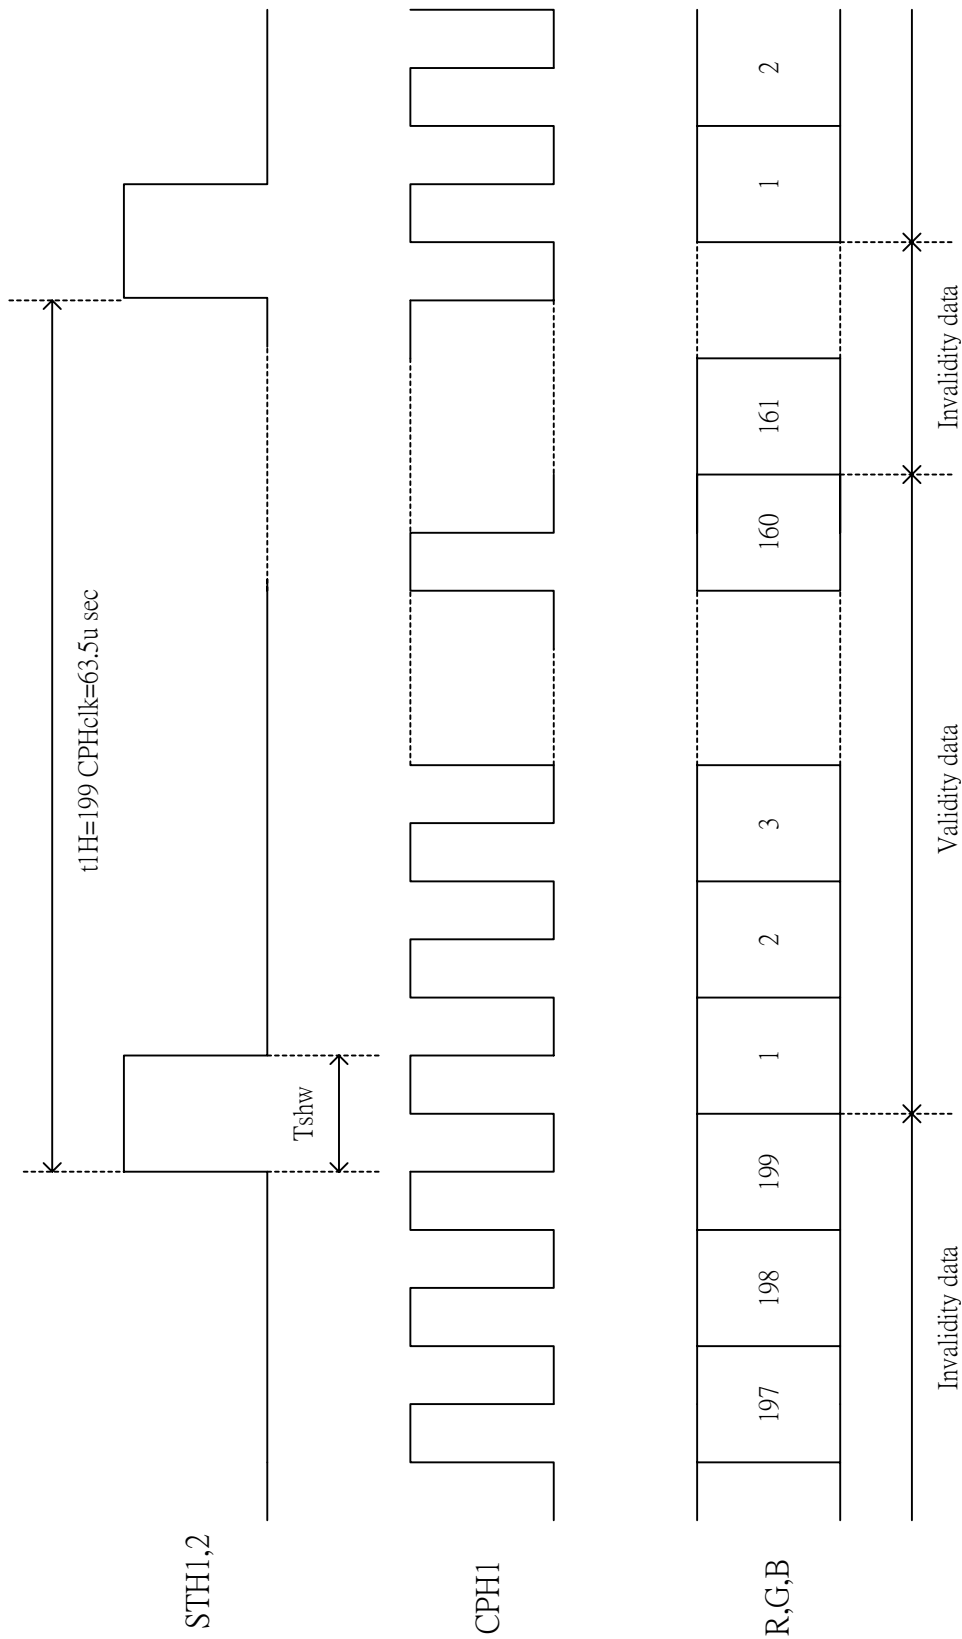 t1H=199 CPHclk=63.5u sec
STH1,2
Tshw
CPH1
R,G,B
197
198
199
1
2
3
160
161
1
2
Invalidity data
Validity data
Invalidity data